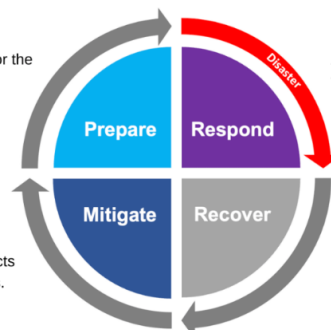 or the
Disaster
Prepare
Respond
Mitigate
Recover
cts
.